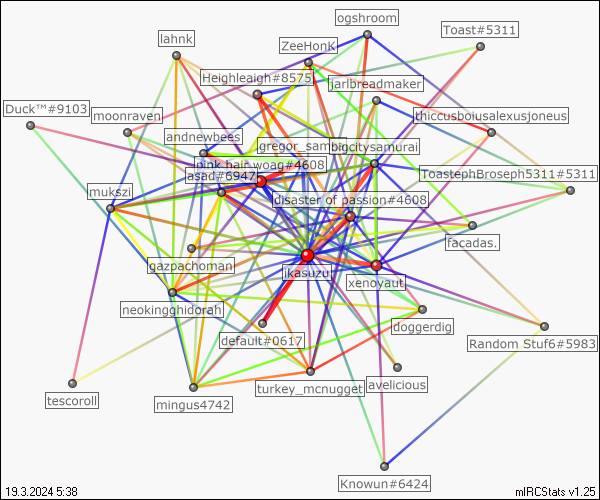 ogshroom
Toast#5311
lahnk
ZeeHonK
Heighleaigh#8575
janbreadmaker
Duck™#9103
moonraven
thiccusboiusalexusjoneus
andnewbees
gregor_samb
bigcitysamurai
pink hair woag#4608
asad#6947
ToastephBroseph5311#5311
mukszi
disaster of passion#4608
facadas.
gazpachoman
ikasuzu
xenoyaut
neokingghidorah
doggerdig
default#0617
Random Stuf6#5983
tescoroll
mingus4742
turkey_mcnugget
avelicious
Knowun#6424
19.3.2024 5:38
mIRCStats v1.25